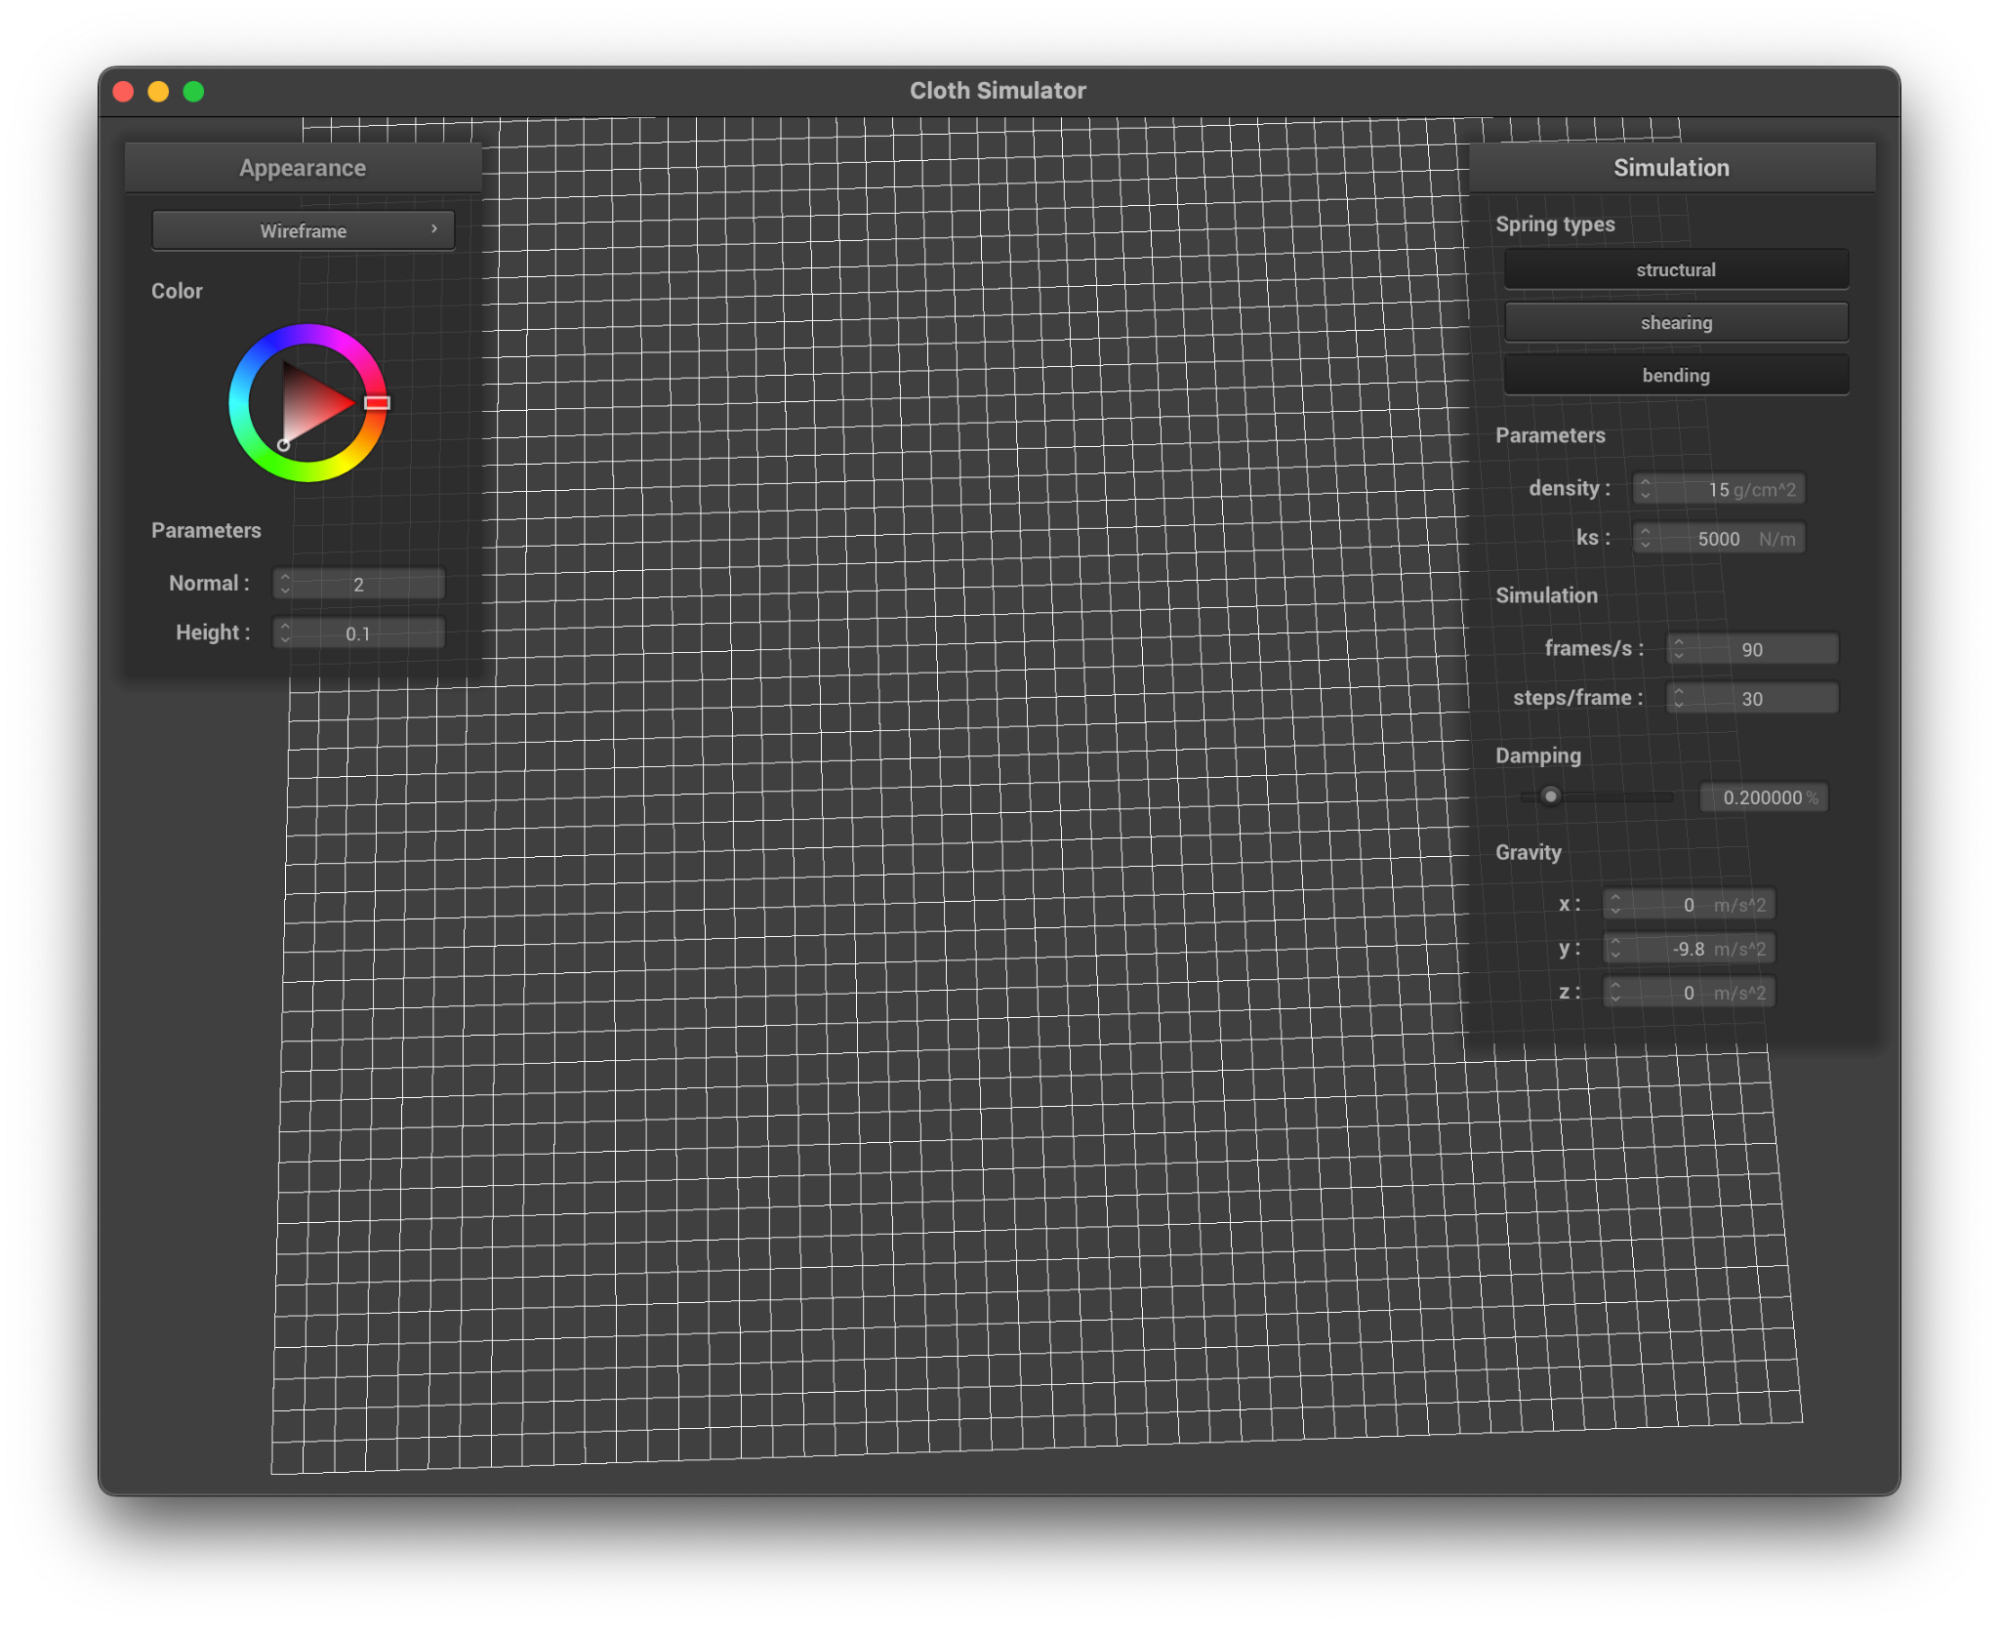 Cloth Simulator
Appearance
Wireframe
Color
Parameters
Normal : 2
Height : 0.1
Simulation
Spring types
structural
shearing
bending
Parameters
density : 15 g/cm^2
ks : 5000 N/m
Simulation
frames/s : 90
steps/frame : 30
Damping
0.200000 %
Gravity
x : 0 m/s^2
y : -9.8 m/s^2
z : 0 m/s^2